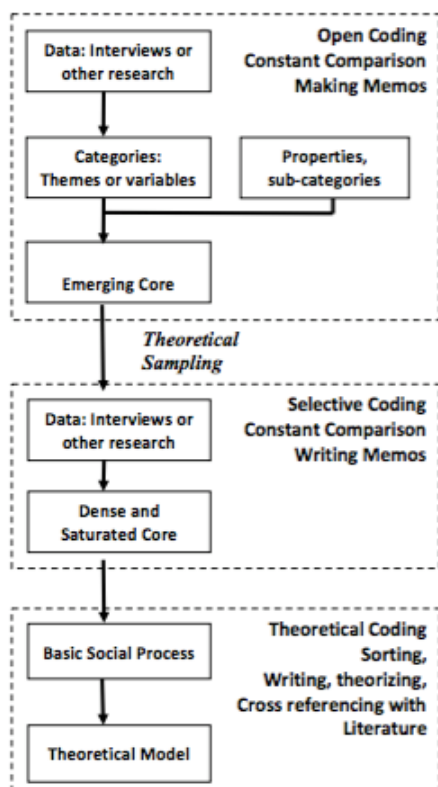 Open Coding
Constant Comparison
Making Memos
Data: Interviews or
other research
Categories:
Themes or variables
Properties,
sub-categories
Emerging Core
Theoretical
Sampling
Selective Coding
Constant Comparison
Writing Memos
Data: Interviews or
other research
Dense and
Saturated Core
Theoretical Coding
Sorting,
Writing, theorizing,
Cross referencing with
Literature
Basic Social Process
Theoretical Model